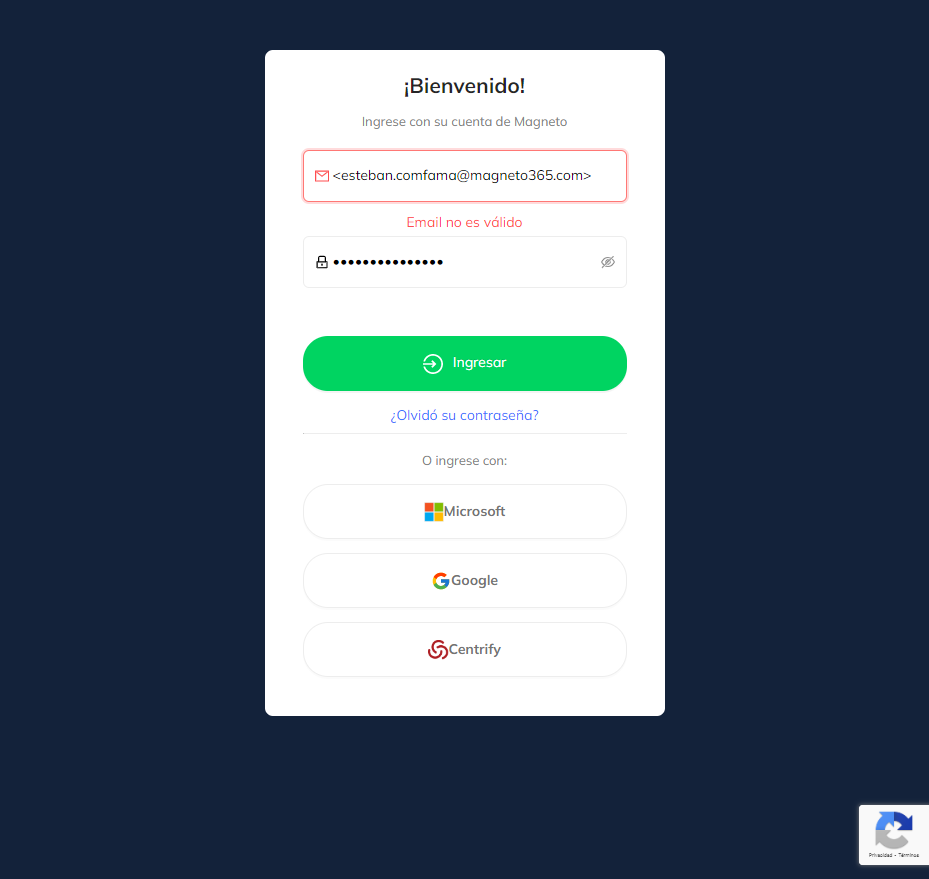 ¡Bienvenido!
Ingrese con su cuenta de Magneto
<esteban.comfama@magneto365.com>
Email no es válido
•••••••••••••••
Ingresar
¿Olvidó su contraseña?
O ingrese con:
Microsoft
Google
Centrify
Privacidad - Términos